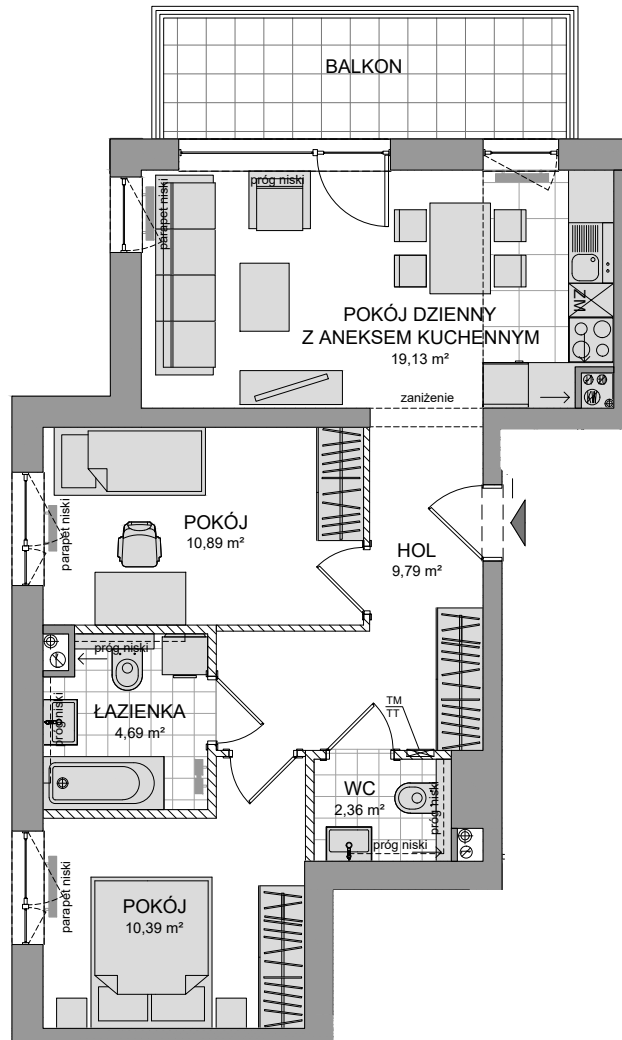 BALKON
próg niski
parapet niski
ZM
POKÓJ DZIENNY
Z ANEKSEM KUCHENNYM
19,13 m²
zaniżenie
POKÓJ
10,89 m²
parapet niski
HOL
9,79 m²
próg niski
ŁAZIENKA
4,69 m²
próg niski
TM
TT
WC
2,36 m²
próg niski
próg niski
parapet niski
POKÓJ
10,39 m²